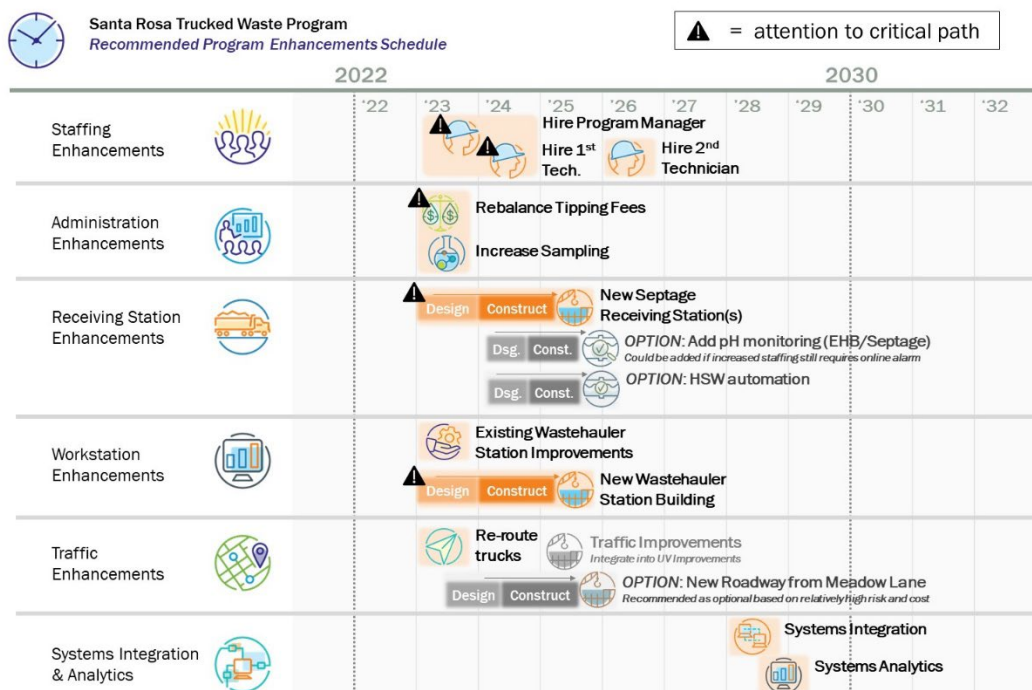 Santa Rosa Trucked Waste Program
Recommended Program Enhancements Schedule
= attention to critical path
2022
2030
'22
'23
'24
'25
'26
'27
'28
'29
'30
'31
'32
Staffing
Enhancements
Hire Program Manager
Hire 1st
Tech.
Hire 2nd
Technician
Administration
Enhancements
Rebalance Tipping Fees
Increase Sampling
Receiving Station
Enhancements
Design
Construct
New Septage
Receiving Station(s)
Dsg.
Const.
OPTION: Add pH monitoring (EHB/Septage)
Could be added if increased staffing still requires online alarm
Dsg.
Const.
OPTION: HSW automation
Workstation
Enhancements
Existing Wastehauler
Station Improvements
Design
Construct
New Wastehauler
Station Building
Traffic
Enhancements
Re-route
trucks
Traffic Improvements
Integrate into UV Improvements
Design
Construct
OPTION: New Roadway from Meadow Lane
Recommended as optional based on relatively high risk and cost
Systems Integration
& Analytics
Systems Integration
Systems Analytics